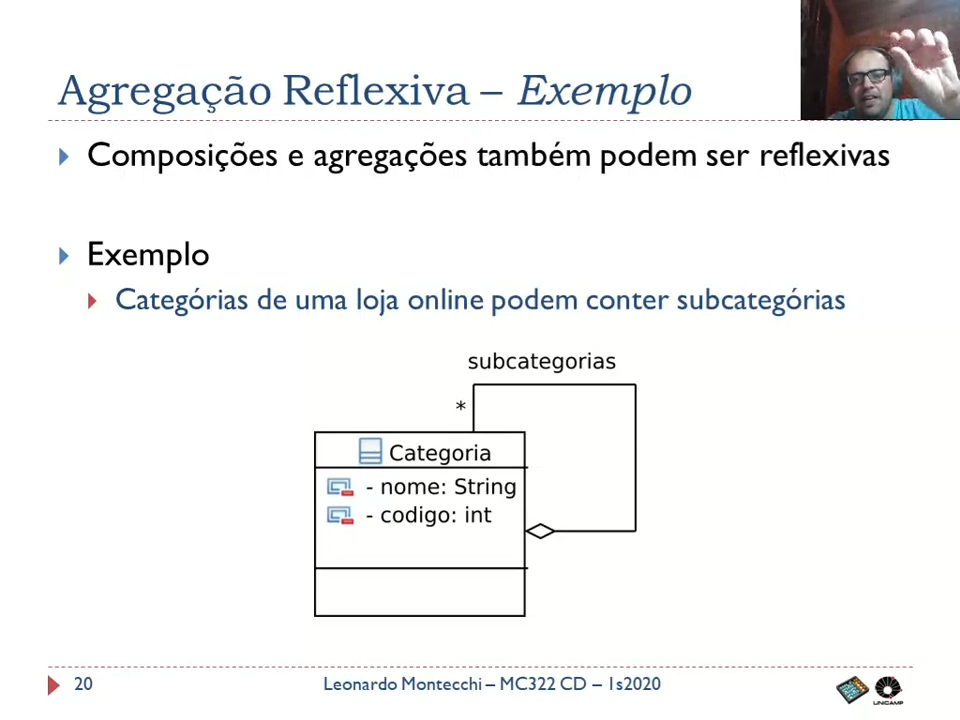 Agregação Reflexiva – Exemplo
Composições e agregações também podem ser reflexivas
Exemplo
Categórias de uma loja online podem conter subcategórias
subcategorias
*
Categoria
- nome: String
- codigo: int
20
Leonardo Montecchi – MC322 CD – 1s2020
UNICAMP